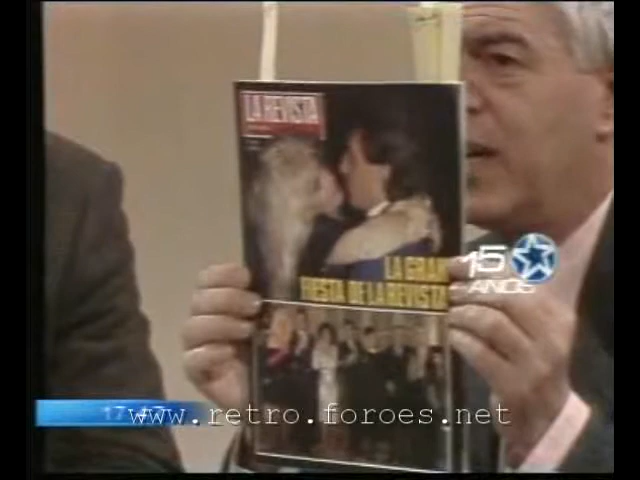 LA REVISTA
LA GRAN
FIESTA DE LA REVISTA
15
AÑOS
www.retro.foroes.net